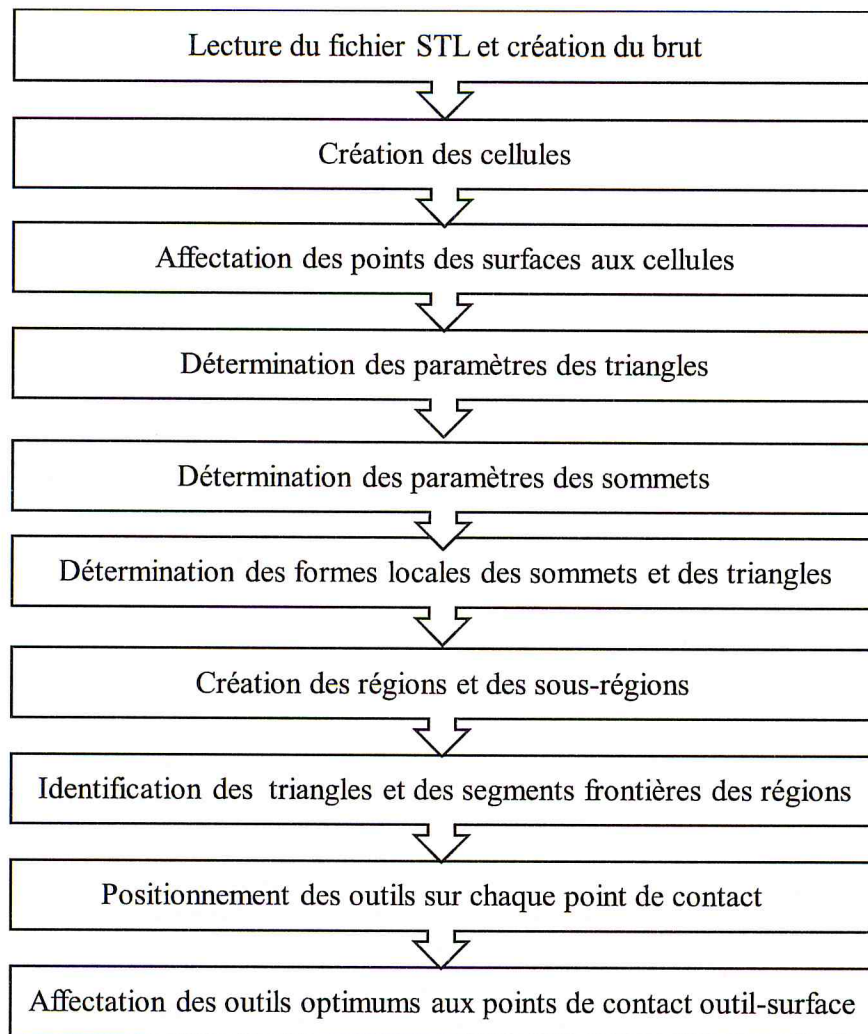 Lecture du fichier STL et création du brut
Création des cellules
Affectation des points des surfaces aux cellules
Détermination des paramètres des triangles
Détermination des paramètres des sommets
Détermination des formes locales des sommets et des triangles
Création des régions et des sous-régions
Identification des triangles et des segments frontières des régions
Positionnement des outils sur chaque point de contact
Affectation des outils optimums aux points de contact outil-surface